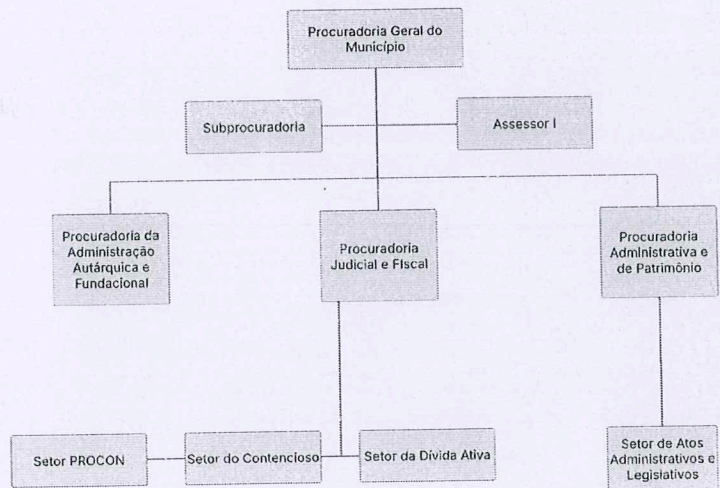 Procuradoria Geral do
Município
Subprocuradoria
Assessor I
Procuradoria da
Administração
Autárquica e
Fundacional
Procuradoria
Judicial e Fiscal
Procuradoria
Administrativa e
de Patrimônio
Setor PROCON
Setor do Contencioso
Setor da Dívida Ativa
Setor de Atos
Administrativos e
Legislativos